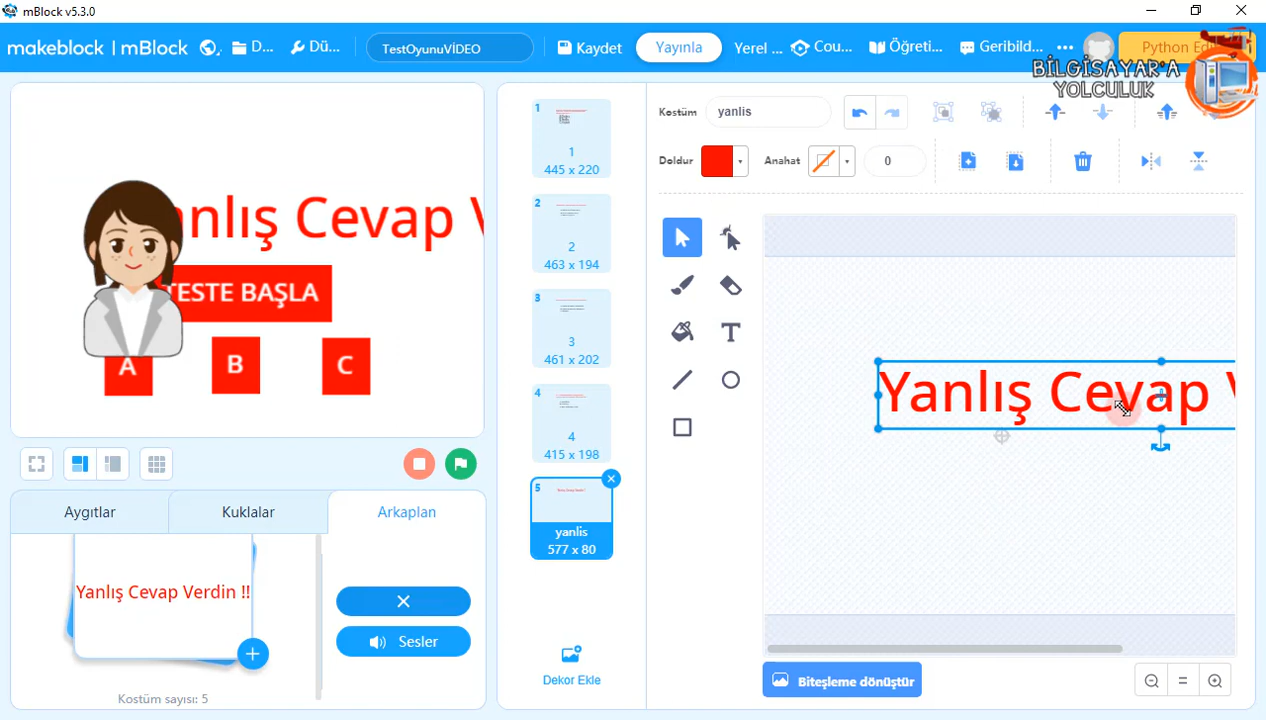 mBlock v5.3.0
makeblock | mBlock
D...
Dü...
TestOyunuVİDEO
Kaydet
Yayınla
Yerel ...
Cou...
Öğreti...
Geribild...
Python Ed
BİLGİSAYAR'A
YOLCULUK
anlış Cevap V
TESTE BAŞLA
A
B
C
1
1
445 x 220
2
2
463 x 194
3
3
461 x 202
4
4
415 x 198
5
yanlis
577 x 80
Dekor Ekle
Kostüm
yanlis
Doldur
Anahat
0
Yanlış Cevap V
Biteşleme dönüştür
Aygıtlar
Kuklalar
Arkaplan
Yanlış Cevap Verdin !!
Sesler
Kostüm sayısı: 5